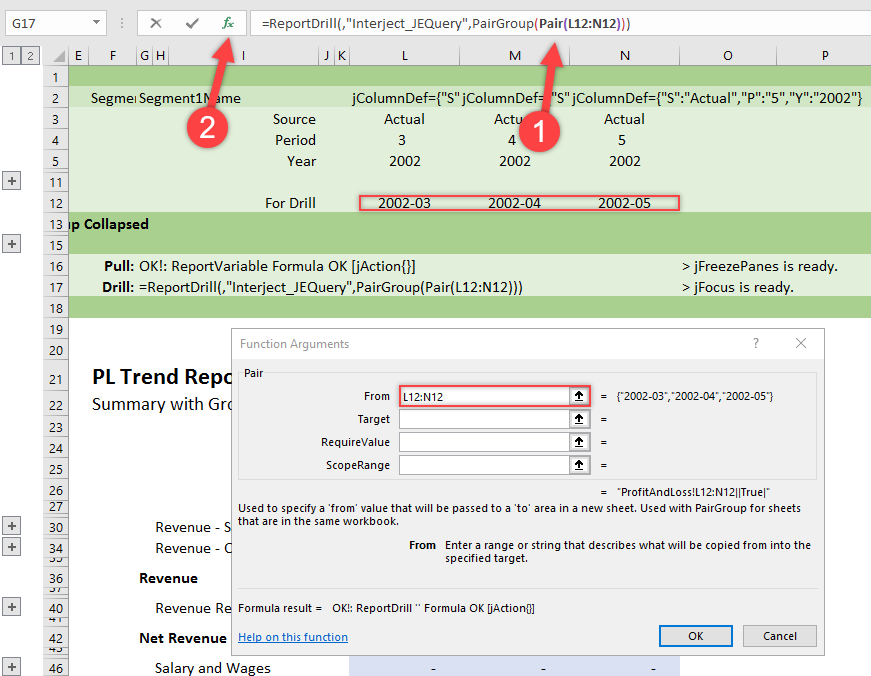 G17 =ReportDrill(,"Interject_JEQuery",PairGroup(Pair(L12:N12)))
1 2 E F G H I J K L M N O P
1
2 Segme Segment1Name jColumnDef={"S" jColumnDef= "S" jColumnDef={"S":"Actual","P":"5","Y":"2002"}
3 Source Actual Actu Actual
4 Period 3 4 5
5 Year 2002 2002 2002
11
12 For Drill 2002-03 2002-04 2002-05
13 up Collapsed
15
16 Pull: OK!: ReportVariable Formula OK [jAction{}] > jFreezePanes is ready.
17 Drill: =ReportDrill(,"Interject_JEQuery",PairGroup(Pair(L12:N12))) > jFocus is ready.
18
19
20
21 PL Trend Repo
22 Summary with Gro
23
24
25
26
27
30 Revenue - S
34 Revenue - C
35
36 Revenue
37
40 Revenue Re
41
42 Net Revenue
45
46 Salary and Wages - - -
2
1
Function Arguments ?
Pair
From L12:N12 = {"2002-03","2002-04","2002-05"}
Target =
RequireValue =
ScopeRange =
= "ProfitAndLoss!L12:N12||True|"
Used to specify a 'from' value that will be passed to a 'to' area in a new sheet. Used with PairGroup for sheets
that are in the same workbook.
From Enter a range or string that describes what will be copied from into the
specified target.
Formula result = OK!: ReportDrill '' Formula OK [jAction{}]
Help on this function OK Cancel